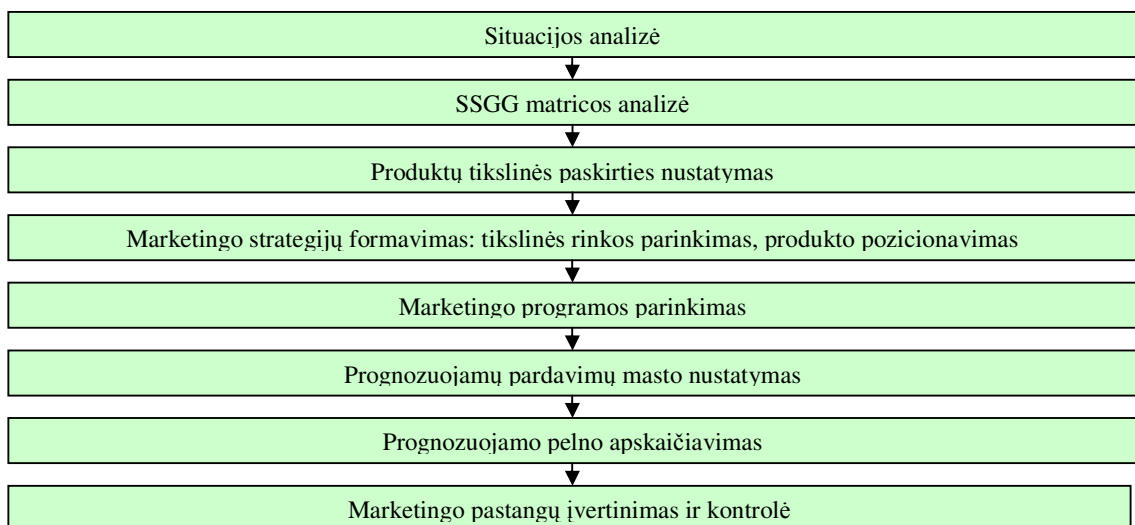 Situacijos analizė
SSGG matricos analizė
Produktų tikslinės paskirties nustatymas
Marketingo strategijų formavimas: tikslinės rinkos parinkimas, produkto pozicionavimas
Marketingo programos parinkimas
Prognozuojamų pardavimų masto nustatymas
Prognozuojamo pelno apskaičiavimas
Marketingo pastangų įvertinimas ir kontrolė